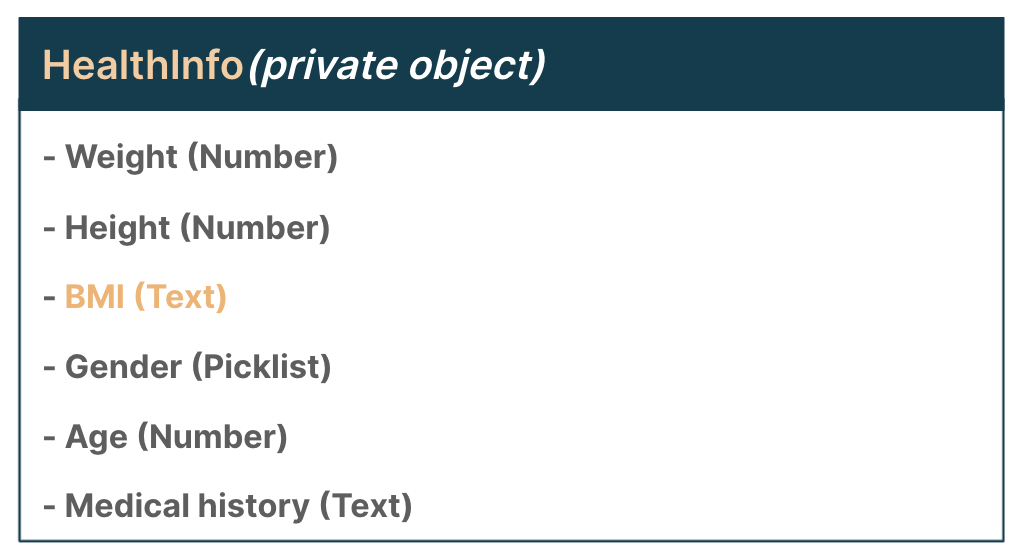 HealthInfo (private object)
- Weight (Number)
- Height (Number)
- BMI (Text)
- Gender (Picklist)
- Age (Number)
- Medical history (Text)